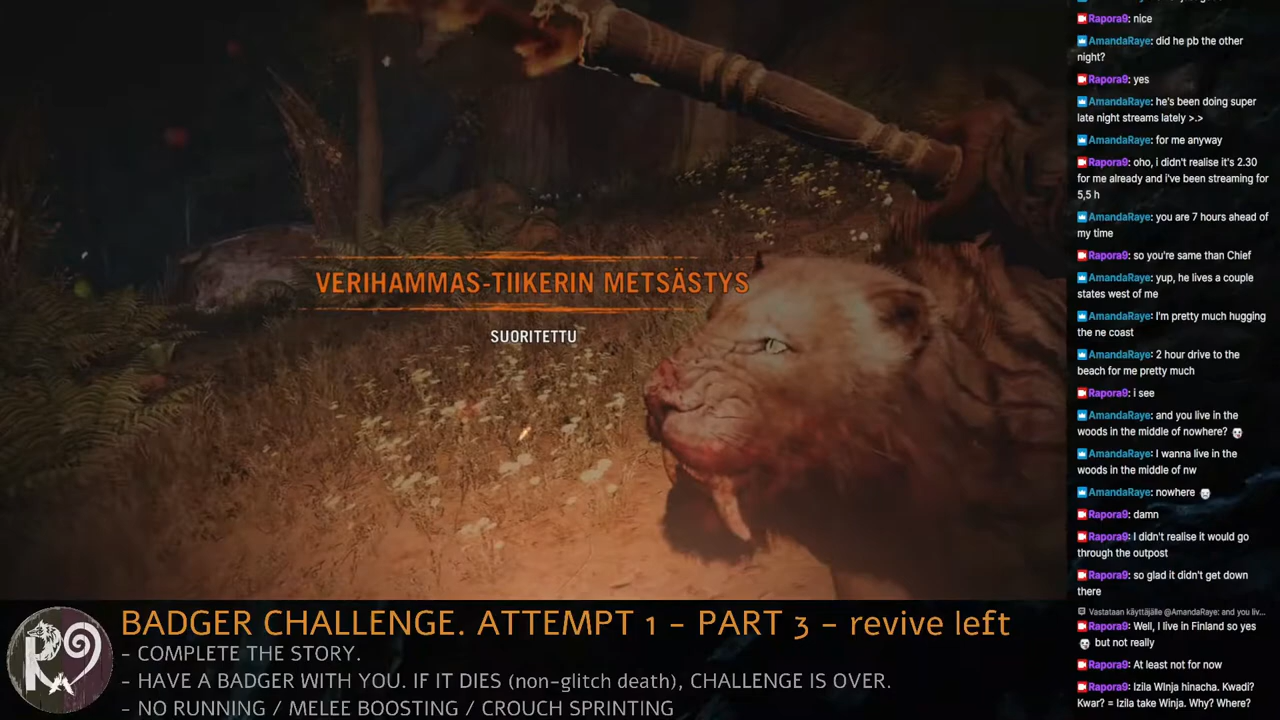 VERIHAMMAS-TIIKERIN METSÄSTYS
SUORITETTU
Rapora9: nice
AmandaRaye: did he pb the other
night?
Rapora9: yes
AmandaRaye: he's been doing super
late night streams lately >.>
AmandaRaye: for me anyway
Rapora9: oho, i didn't realise it's 2.30
for me already and i've been streaming for
5,5 h
AmandaRaye: you are 7 hours ahead of
my time
Rapora9: so you're same than Chief
AmandaRaye: yup, he lives a couple
states west of me
AmandaRaye: I'm pretty much hugging
the ne coast
AmandaRaye: 2 hour drive to the
beach for me pretty much
Rapora9: i see
AmandaRaye: and you live in the
woods in the middle of nowhere?
AmandaRaye: I wanna live in the
woods in the middle of nw
AmandaRaye: nowhere
Rapora9: damn
Rapora9: I didn't realise it would go
through the outpost
Rapora9: so glad it didn't get down
there
Vastataan käyttäjälle @AmandaRaye: and you liv...
Rapora9: Well, I live in Finland so yes
but not really
Rapora9: At least not for now
Rapora9: Izila WInja hinacha. Kwadi?
Kwar? = Izila take Winja. Why? Where?
R9
BADGER CHALLENGE. ATTEMPT 1 - PART 3 - revive left
- COMPLETE THE STORY.
- HAVE A BADGER WITH YOU. IF IT DIES (non-glitch death), CHALLENGE IS OVER.
- NO RUNNING / MELEE BOOSTING / CROUCH SPRINTING